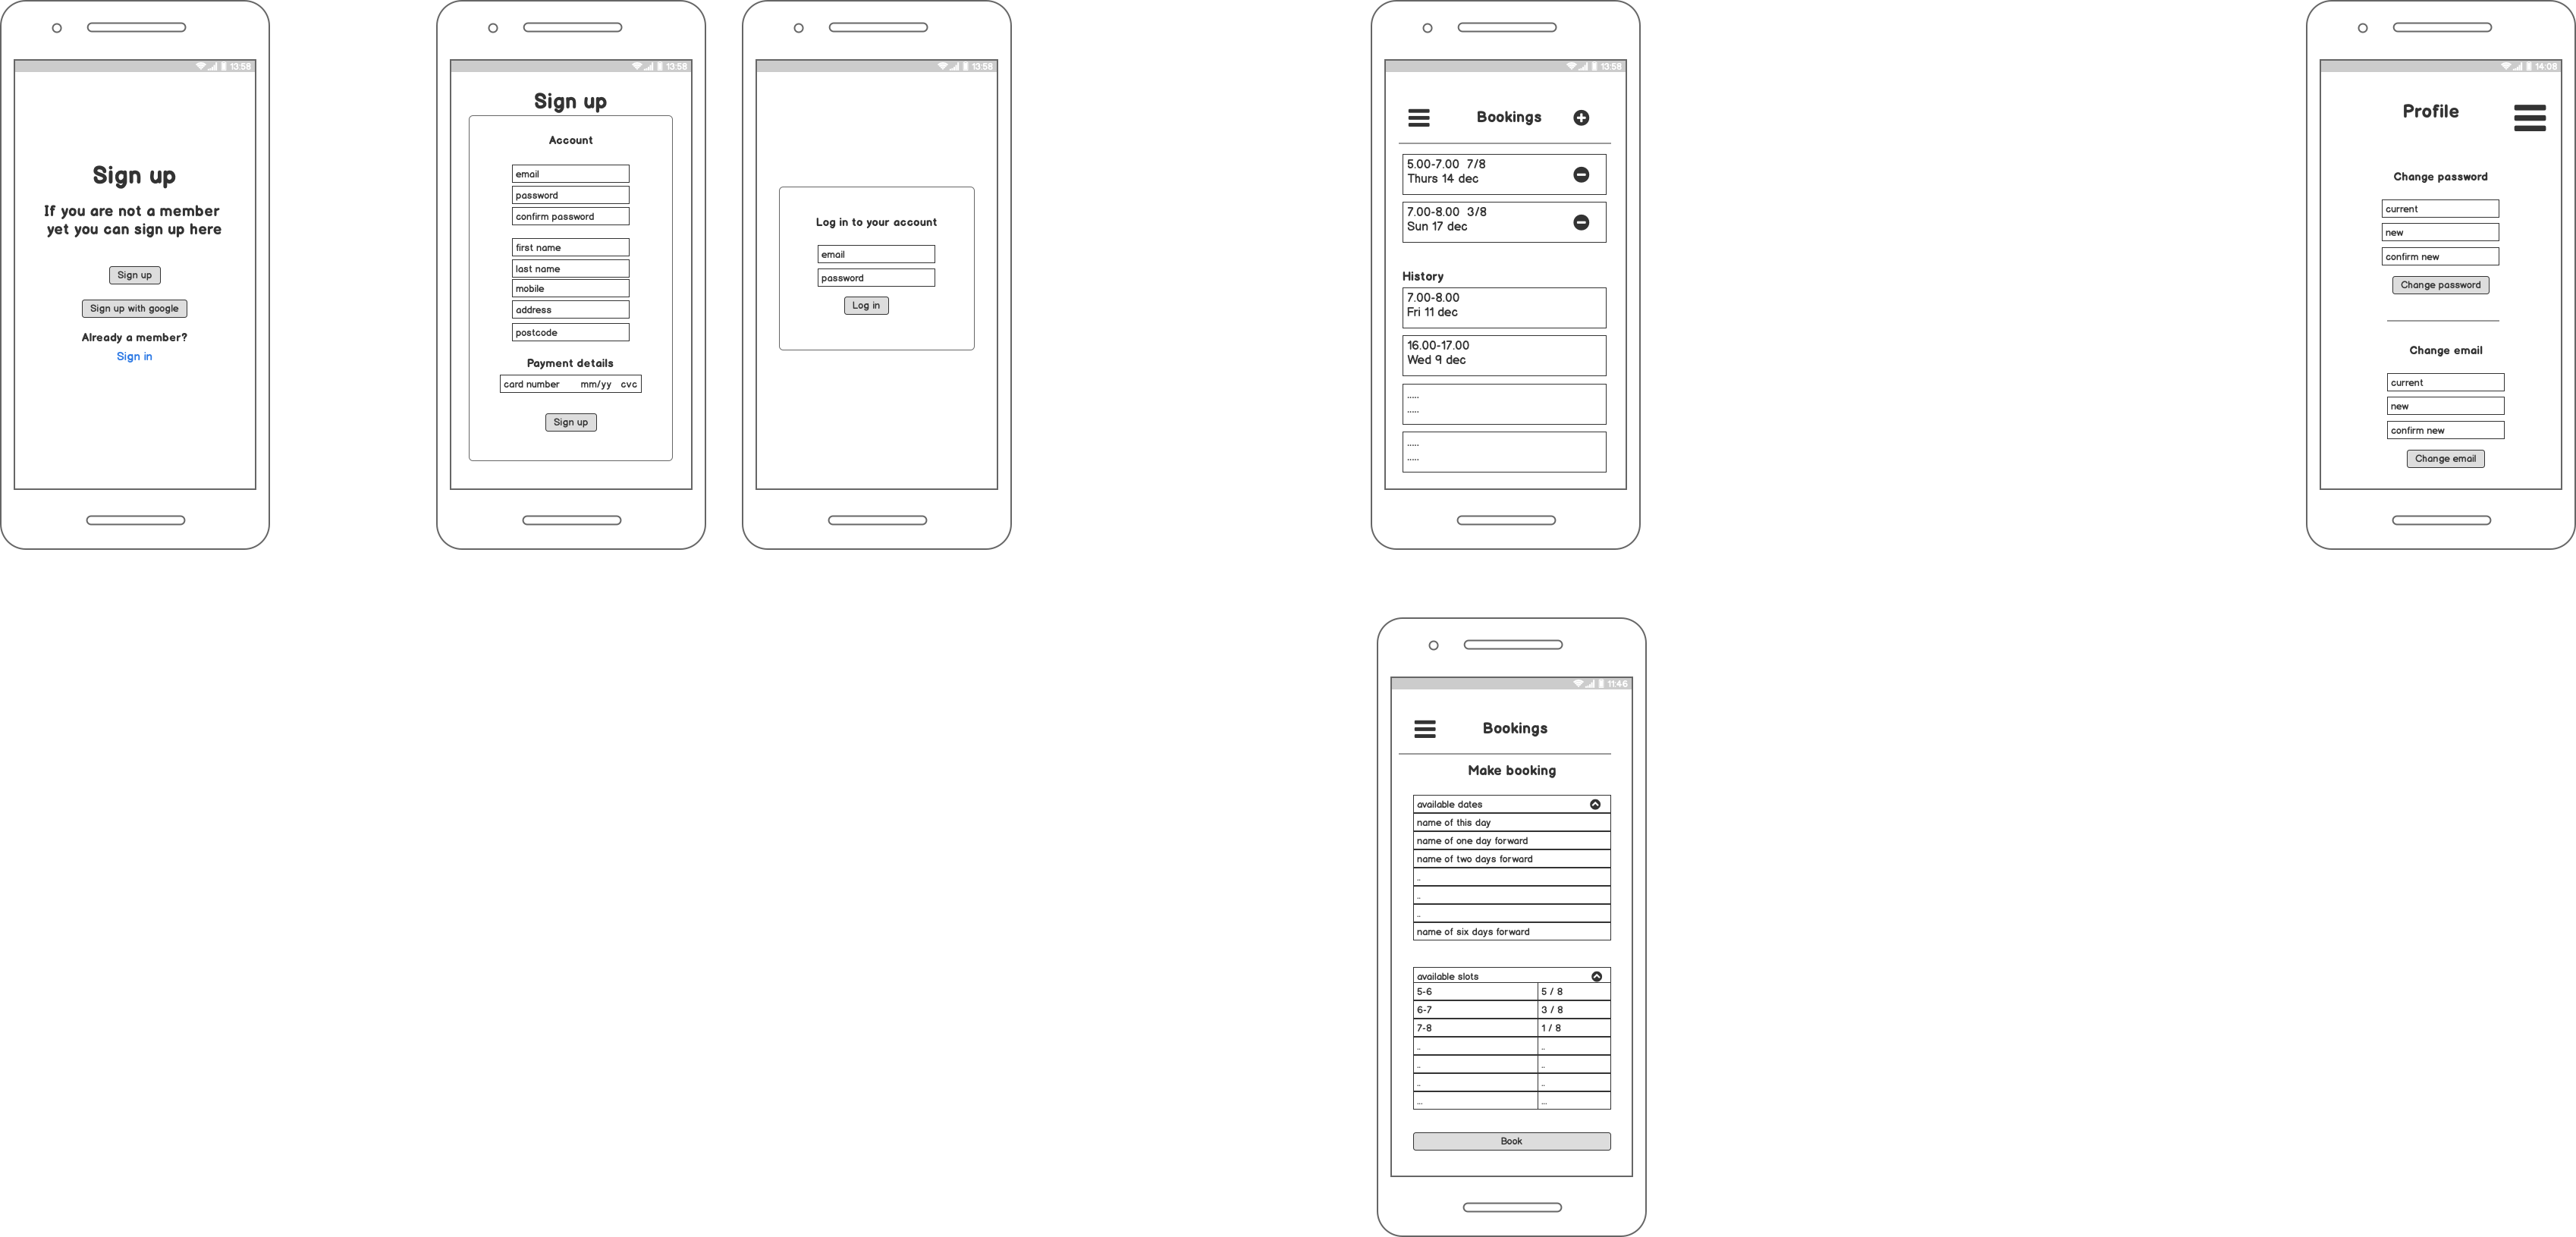 13:58
Sign up
If you are not a member
yet you can sign up here
Sign up
Sign up with google
Already a member?
Sign in
13:58
Sign up
Account
email
password
confirm password
first name
last name
mobile
address
postcode
Payment details
card number mm/yy cvc
Sign up
13:58
Log in to your account
email
password
Log in
13:58
Bookings
5.00-7.00 7/8
Thurs 14 dec
7.00-8.00 3/8
Sun 17 dec
History
7.00-8.00
Fri 11 dec
16.00-17.00
Wed 9 dec
.....
.....
.....
.....
14:08
Profile
Change password
current
new
confirm new
Change password
Change email
current
new
confirm new
Change email
11:46
Bookings
Make booking
available dates
name of this day
name of one day forward
name of two days forward
..
..
..
name of six days forward
available slots
5-6 5 / 8
6-7 3 / 8
7-8 1 / 8
.. ..
.. ..
.. ..
... ...
Book